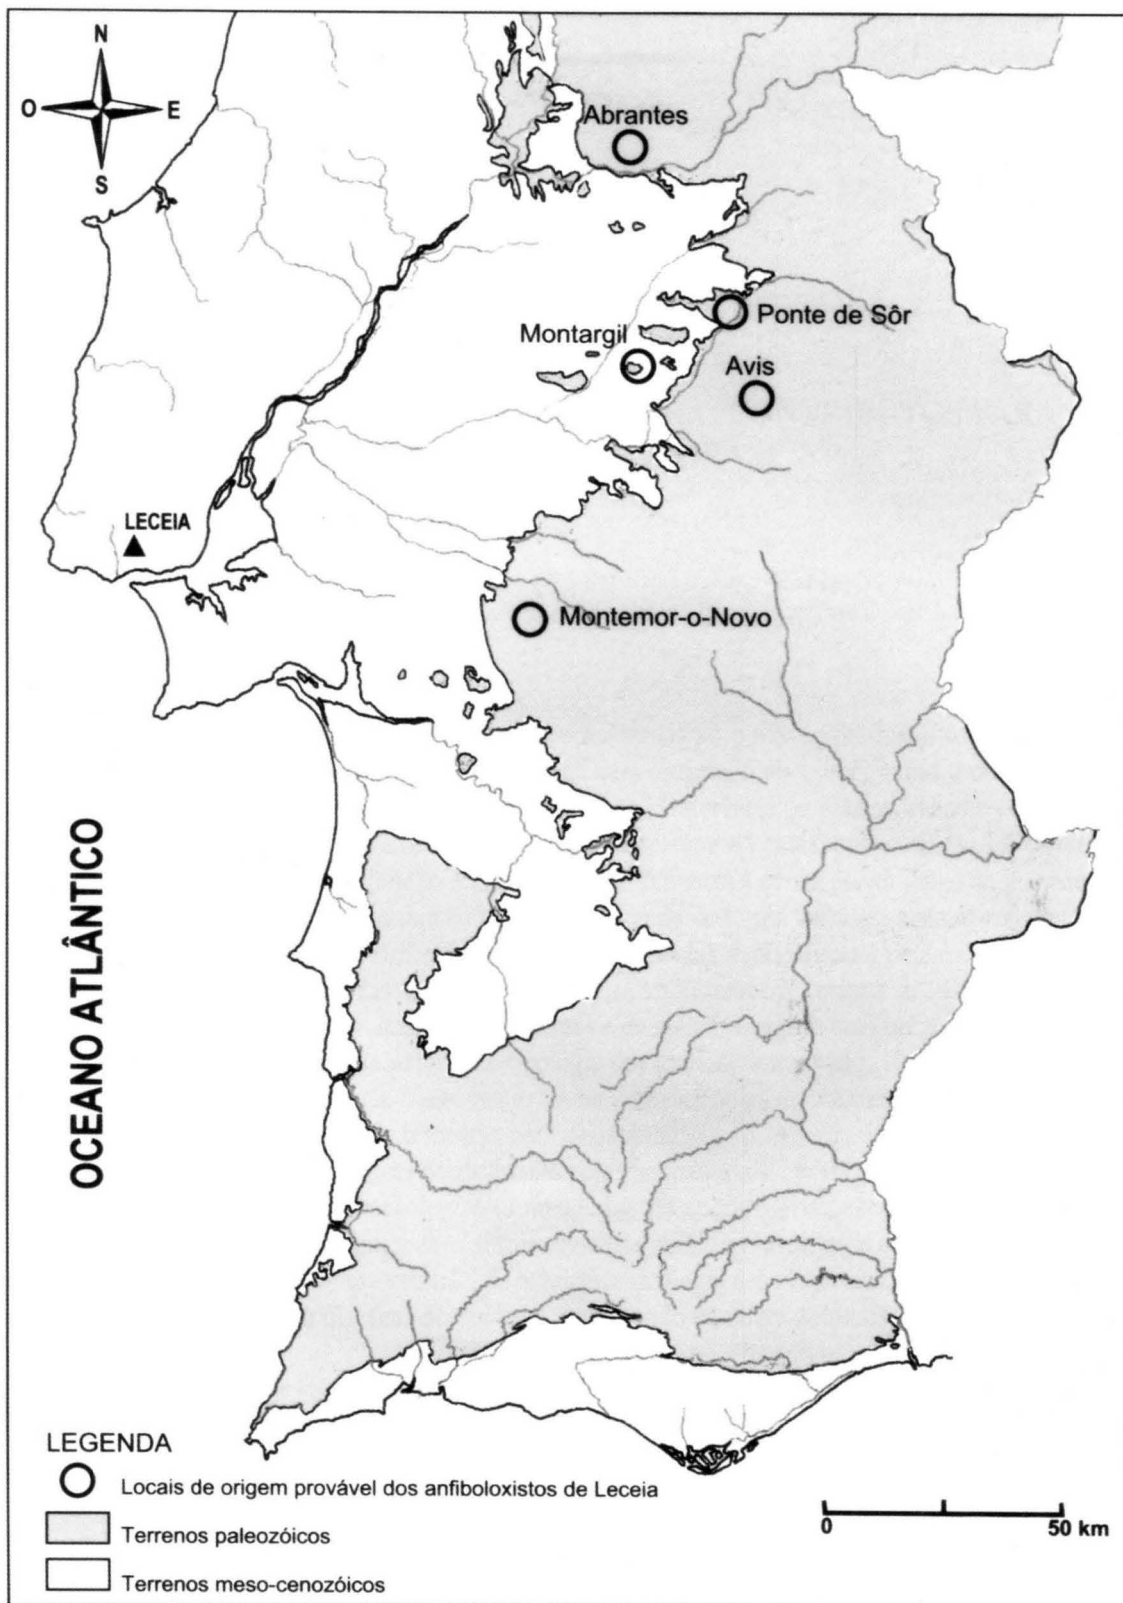 N
O
E
S
Abrantes
Ponte de Sôr
Montargil
Avis
LECEIA
Montemor-o-Novo
OCEANO ATLÂNTICO
LEGENDA
Locais de origem provável dos anfiboloxistos de Leceia
Terrenos paleozóicos
Terrenos meso-cenozóicos
0
50 km